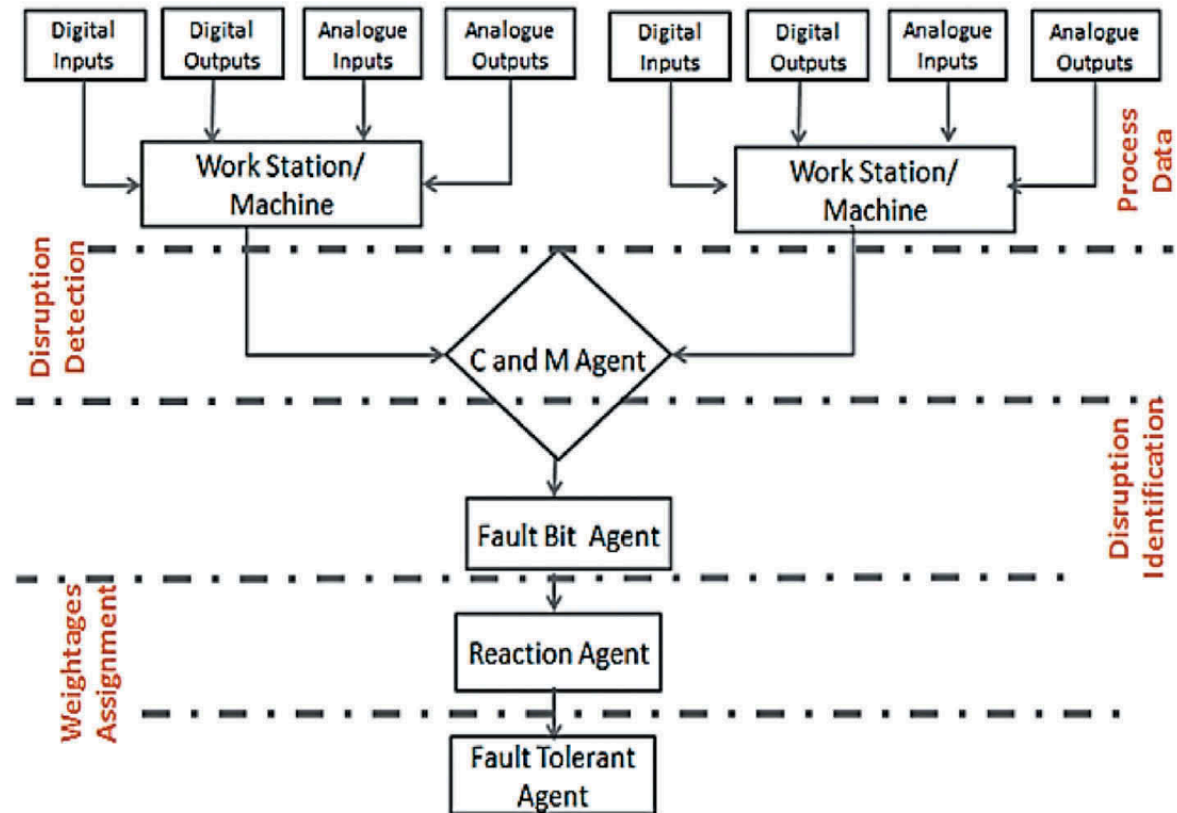 Digital
Inputs
Digital
Outputs
Analogue
Inputs
Analogue
Outputs
Digital
Inputs
Digital
Outputs
Analogue
Inputs
Analogue
Outputs
Work Station/
Machine
Work Station/
Machine
Process
Data
Disruption
Detection
C and M Agent
Disruption
Identification
Fault Bit Agent
Weightages
Assignment
Reaction Agent
Fault Tolerant
Agent